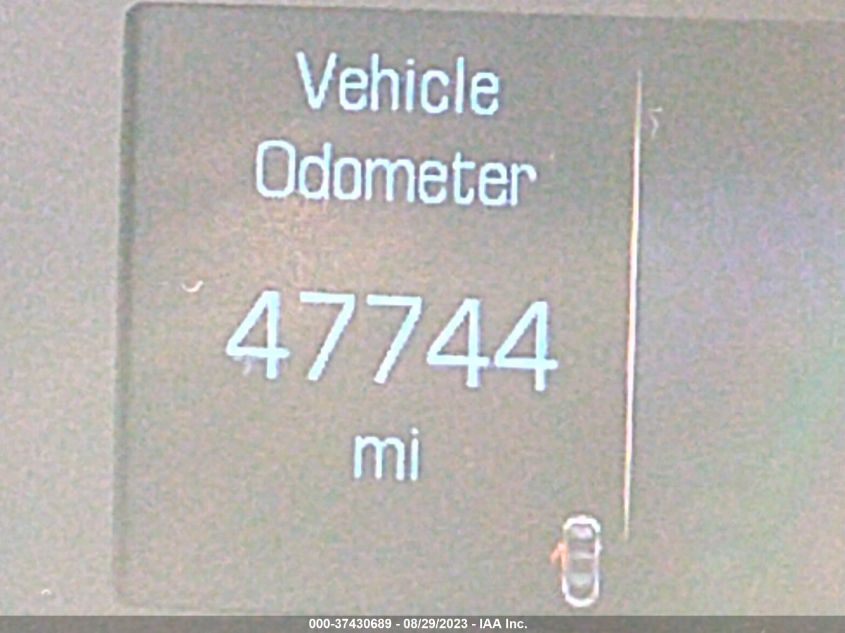 Vehicle
Odometer
47744
mi
000-37430689 - 08/29/2023 - IAA Inc.